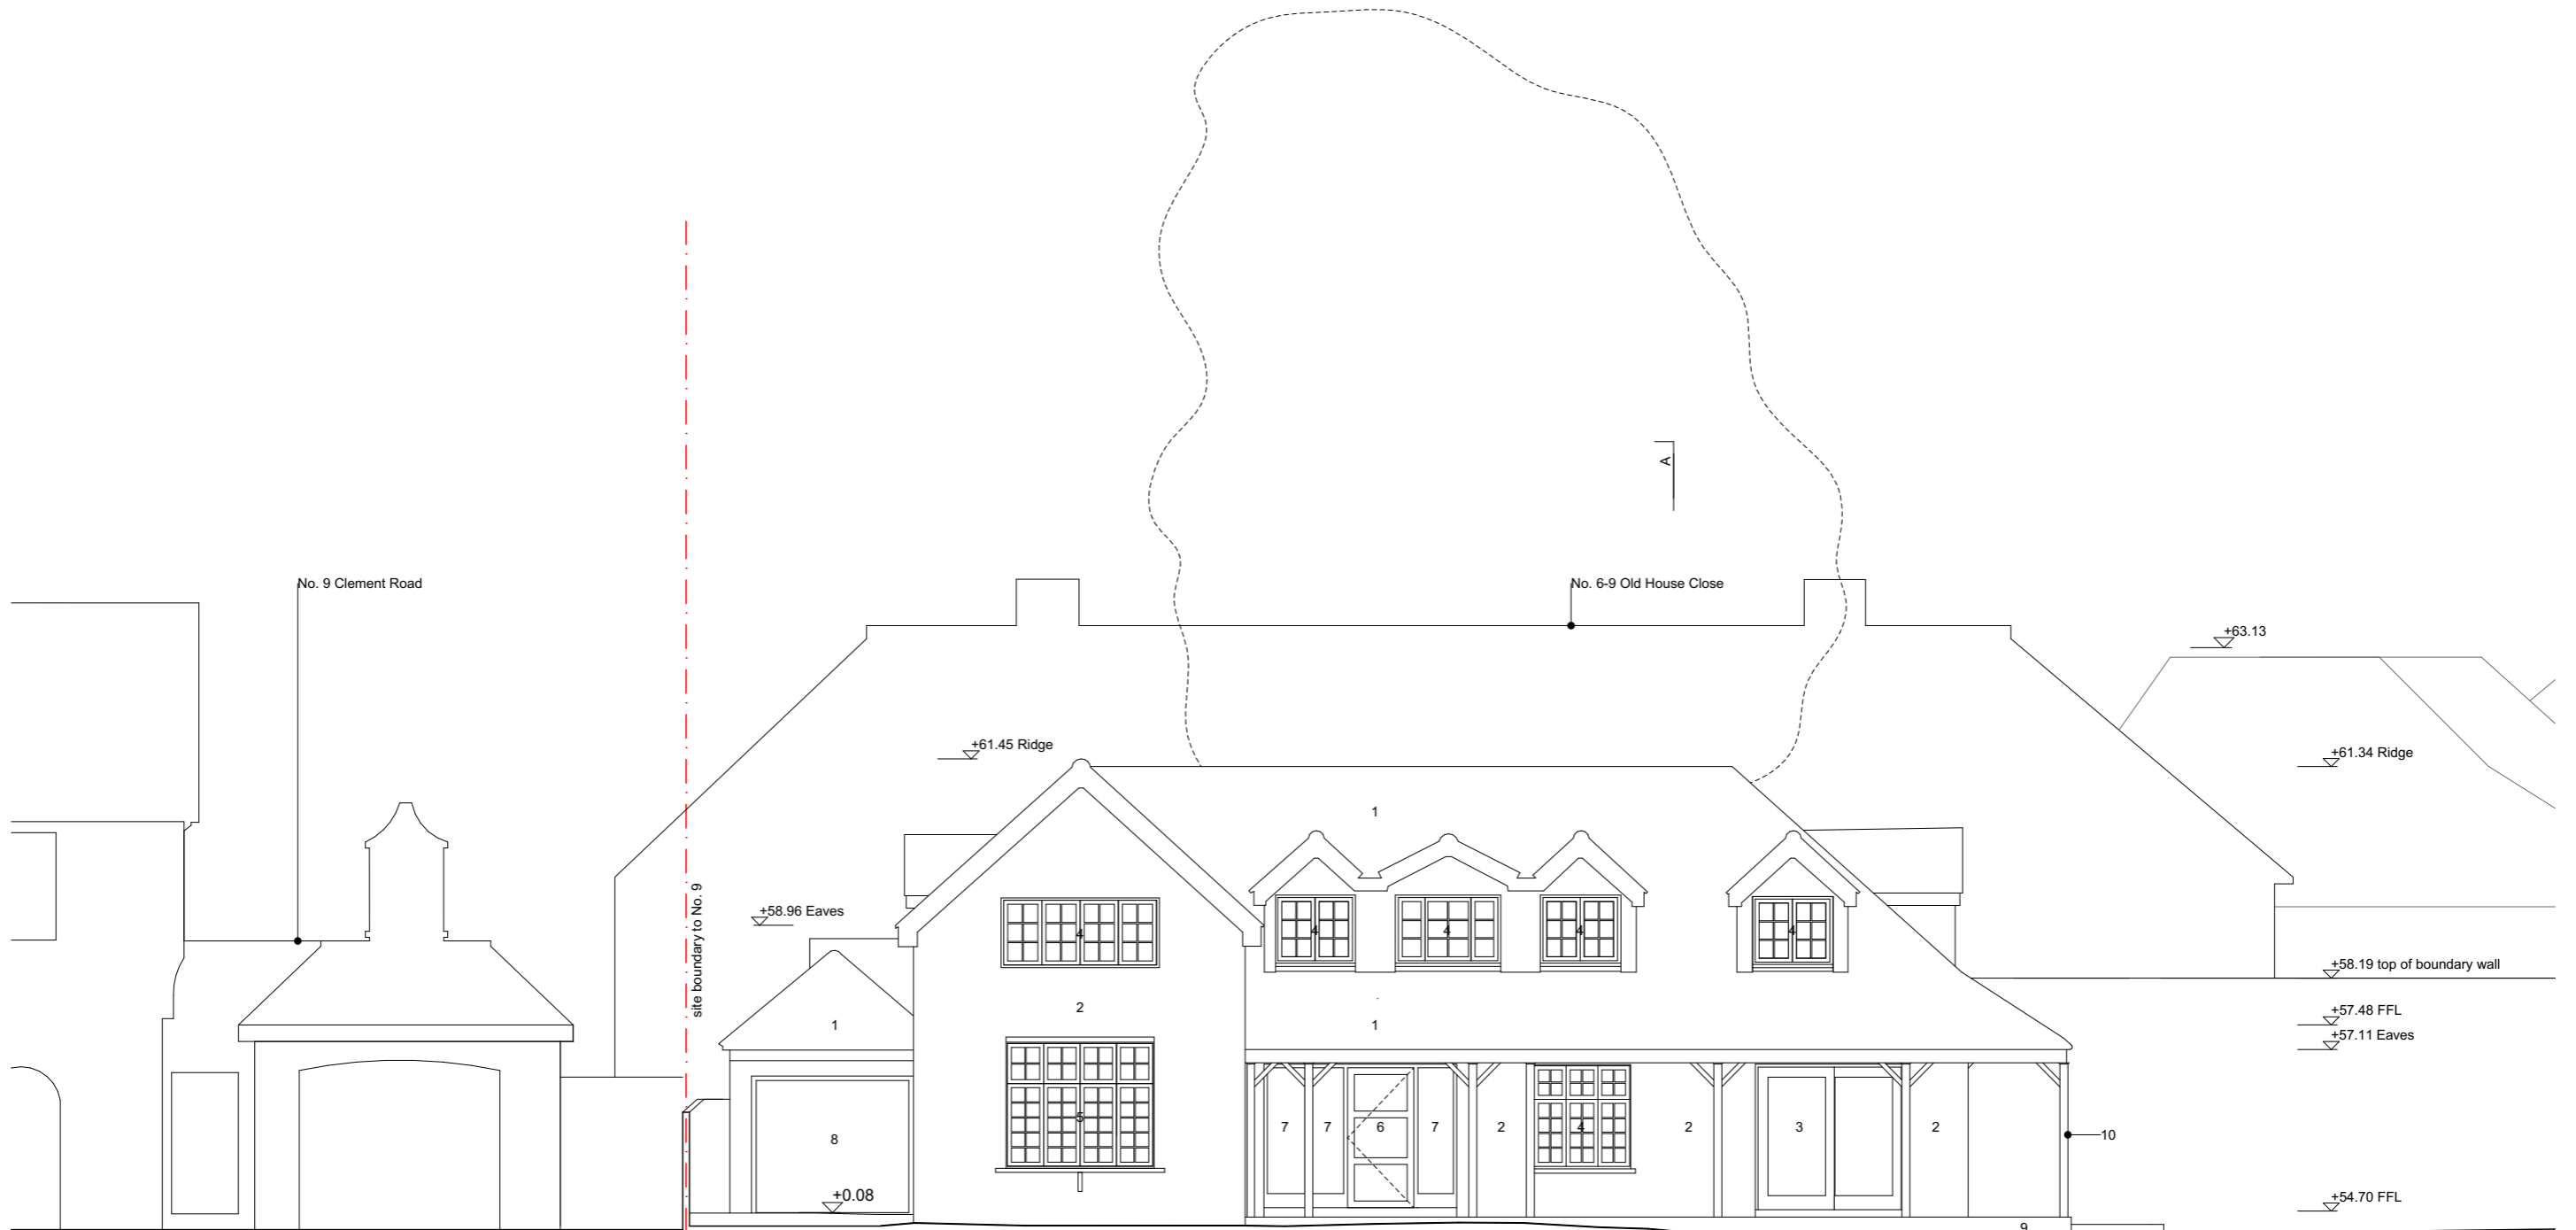 A
No. 9 Clement Road
No. 6-9 Old House Close
+63.13
+61.45 Ridge
+61.34 Ridge
1
+58.96 Eaves
site boundary to No. 9
4
4
4
4
4
+58.19 top of boundary wall
2
+57.48 FFL
1
1
+57.11 Eaves
5
8
7
7
6
7
2
4
2
3
2
10
+0.08
+54.70 FFL
9